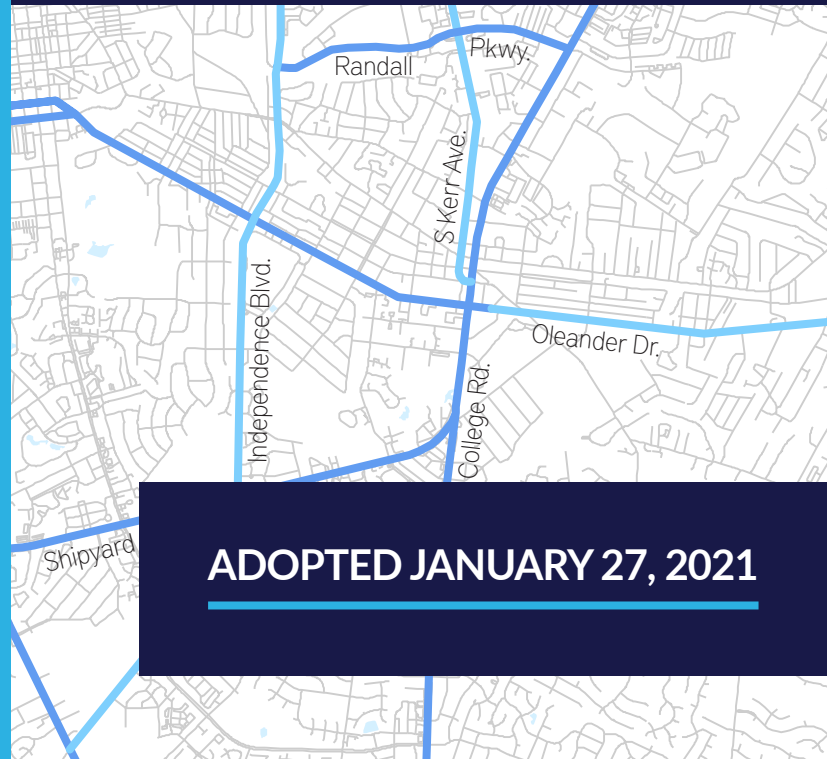 Randall
Pkwy.
S Kerr Ave.
Independence Blvd.
Oleander Dr.
College Rd.
Shipyard
ADOPTED JANUARY 27, 2021